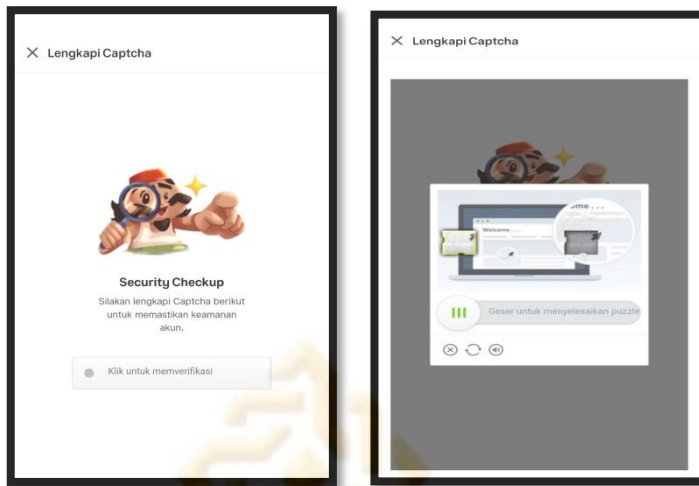 Lengkapi Captcha
Security Checkup
Silakan lengkapi Captcha berikut
untuk memastikan keamanan
akun.
Klik untuk memverifikasi
Lengkapi Captcha
ome . . .
Welcome . . .
Geser untuk menyelesaikan puzzle